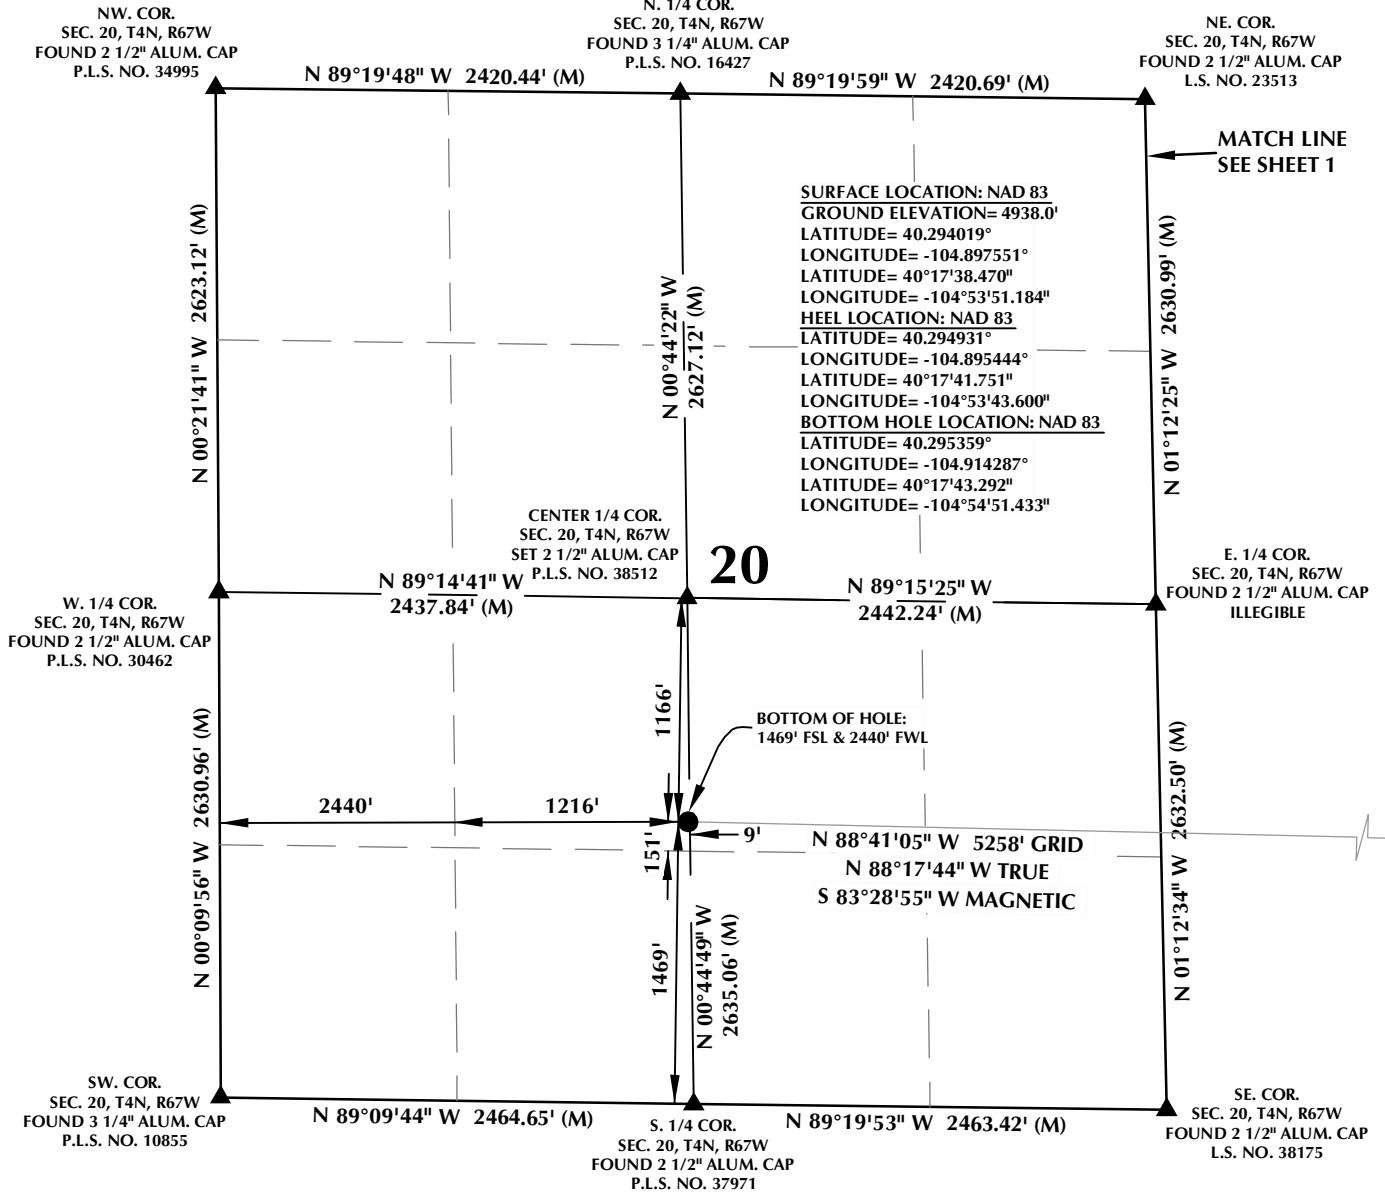 NW. COR.
SEC. 20, T4N, R67W
FOUND 2 1/2" ALUM. CAP
P.L.S. NO. 34995
N. 1/4 COR.
SEC. 20, T4N, R67W
FOUND 3 1/4" ALUM. CAP
P.L.S. NO. 16427
NE. COR.
SEC. 20, T4N, R67W
FOUND 2 1/2" ALUM. CAP
L.S. NO. 23513
N 89°19'48" W 2420.44' (M)
N 89°19'59" W 2420.69' (M)
MATCH LINE
SEE SHEET 1
SURFACE LOCATION: NAD 83
GROUND ELEVATION= 4938.0'
LATITUDE= 40.294019°
LONGITUDE= -104.897551°
LATITUDE= 40°17'38.470"
LONGITUDE= -104°53'51.184"
HEEL LOCATION: NAD 83
LATITUDE= 40.294931°
LONGITUDE= -104.895444°
LATITUDE= 40°17'41.751"
LONGITUDE= -104°53'43.600"
BOTTOM HOLE LOCATION: NAD 83
LATITUDE= 40.295359°
LONGITUDE= -104.914287°
LATITUDE= 40°17'43.292"
LONGITUDE= -104°54'51.433"
N 00°21'41" W 2623.12' (M)
N 00°44'22" W
2627.12' (M)
N 01°12'25" W 2630.99' (M)
CENTER 1/4 COR.
SEC. 20, T4N, R67W
SET 2 1/2" ALUM. CAP
P.L.S. NO. 38512
20
N 89°14'41" W
2437.84' (M)
N 89°15'25" W
2442.24' (M)
E. 1/4 COR.
SEC. 20, T4N, R67W
FOUND 2 1/2" ALUM. CAP
ILLEGIBLE
W. 1/4 COR.
SEC. 20, T4N, R67W
FOUND 2 1/2" ALUM. CAP
P.L.S. NO. 30462
1166'
BOTTOM OF HOLE:
1469' FSL & 2440' FWL
2440'
1216'
151'
9'
N 88°41'05" W 5258' GRID
N 88°17'44" W TRUE
S 83°28'55" W MAGNETIC
N 00°09'56" W 2630.96' (M)
1469'
N 00°44'49" W
2635.06' (M)
N 01°12'34" W 2632.50' (M)
SW. COR.
SEC. 20, T4N, R67W
FOUND 3 1/4" ALUM. CAP
P.L.S. NO. 10855
N 89°09'44" W 2464.65' (M)
S. 1/4 COR.
SEC. 20, T4N, R67W
FOUND 2 1/2" ALUM. CAP
P.L.S. NO. 37971
N 89°19'53" W 2463.42' (M)
SE. COR.
SEC. 20, T4N, R67W
FOUND 2 1/2" ALUM. CAP
L.S. NO. 38175